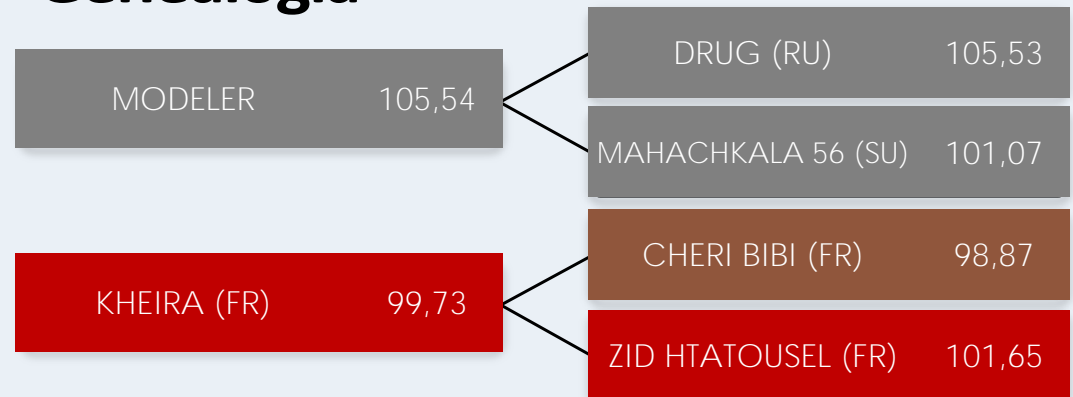 DRUG (RU) 105,53
MODELER 105,54
MAHACHKALA 56 (SU) 101,07
CHERI BIBI (FR) 98,87
KHEIRA (FR) 99,73
ZID HTATOUSEL (FR) 101,65